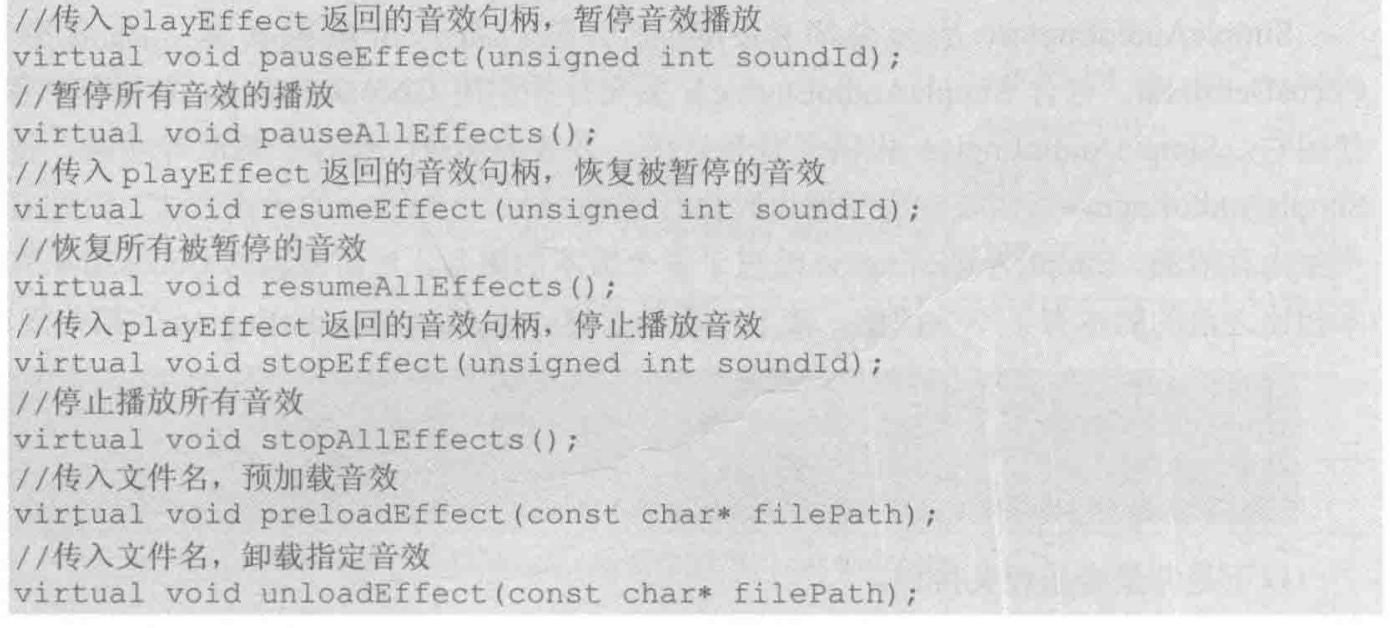 //传入 playEffect 返回的音效句柄，暂停音效播放
virtual void pauseEffect(unsigned int soundId);
//暂停所有音效的播放
virtual void pauseAllEffects();
//传入 playEffect 返回的音效句柄，恢复被暂停的音效
virtual void resumeEffect(unsigned int soundId);
//恢复所有被暂停的音效
virtual void resumeAllEffects();
//传入 playEffect 返回的音效句柄，停止播放音效
virtual void stopEffect(unsigned int soundId);
//停止播放所有音效
virtual void stopAllEffects();
//传入文件名，预加载音效
virtual void preloadEffect(const char* filePath);
//传入文件名，卸载指定音效
virtual void unloadEffect(const char* filePath);